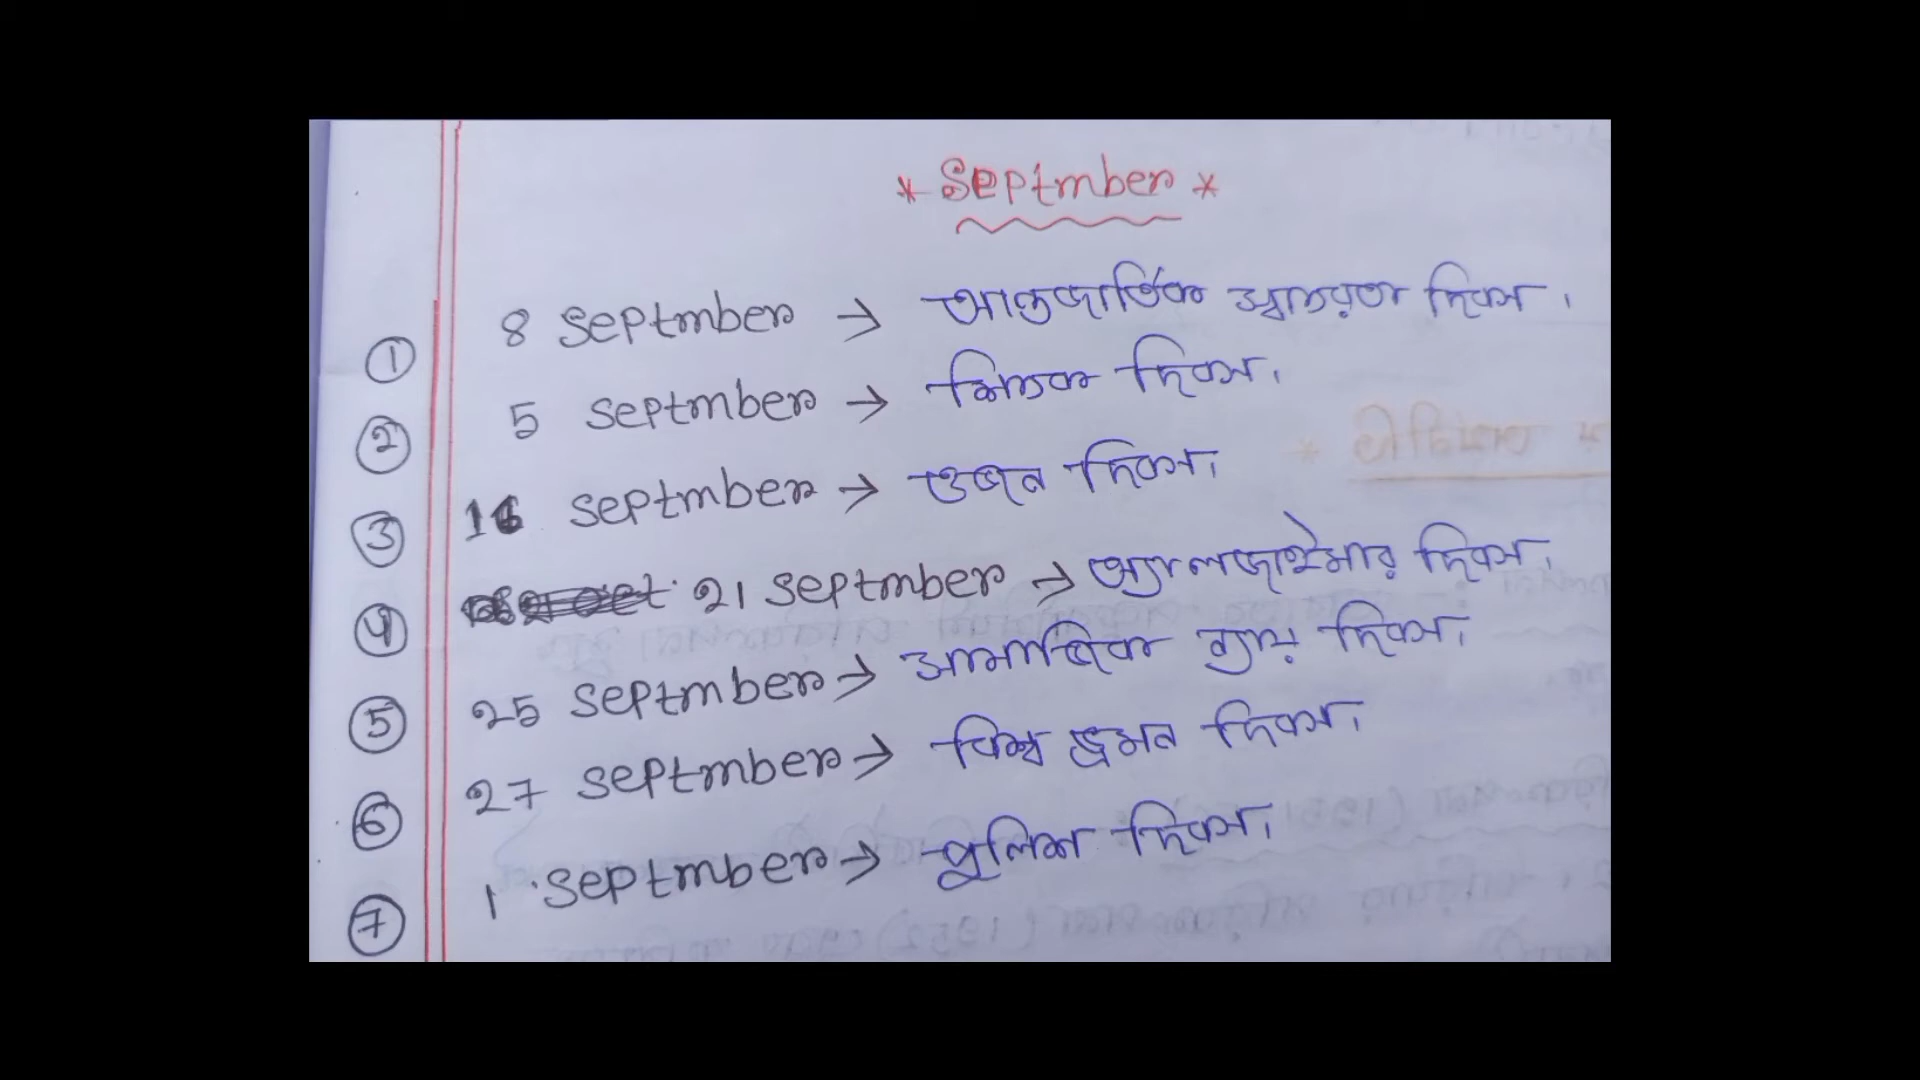 * Septmber *
① 8 Septmber → আন্তজার্তিক স্বাক্ষরতা দিবস ।
② 5 Septmber → শিক্ষক দিবস।
③ 16 Septmber → ওজন দিবস।
④ 21 Septmber → অ্যালজাইমার দিবস।
⑤ 25 Septmber → সামাজিক ন্যায় দিবস।
⑥ 27 Septmber → বিশ্ব ভ্রমন দিবস।
⑦ 1 Septmber → পুলিশ দিবস।